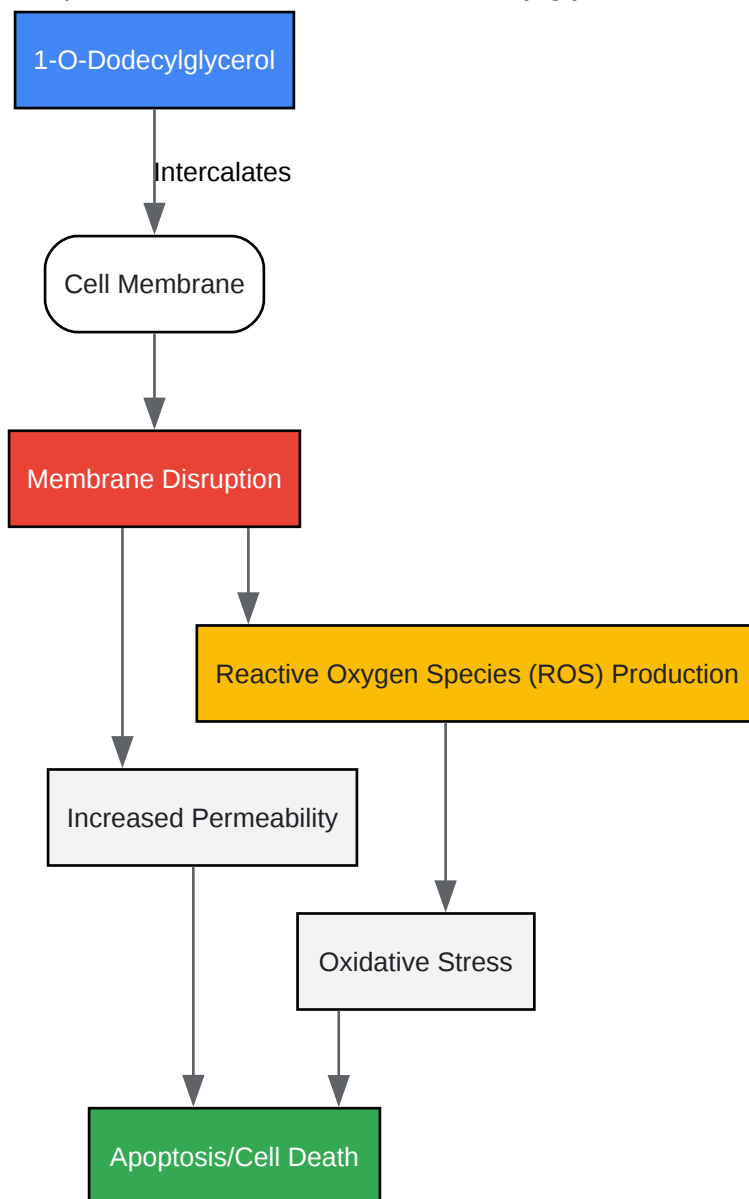 1-O-Dodecylglycerol
Intercalates
Cell Membrane
Membrane Disruption
Reactive Oxygen Species (ROS) Production
Increased Permeability
Oxidative Stress
Apoptosis/Cell Death